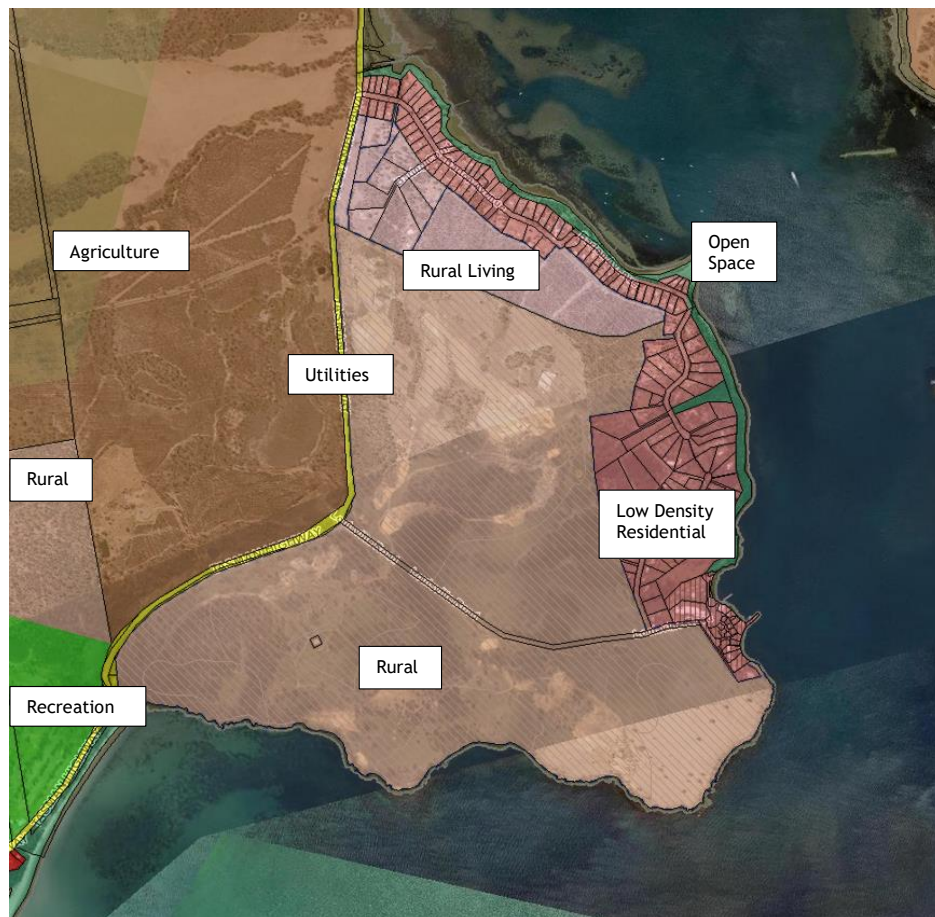 Open
Space
Agriculture
Rural Living
Utilities
Rural
Low Density
Residential
Rural
Recreation